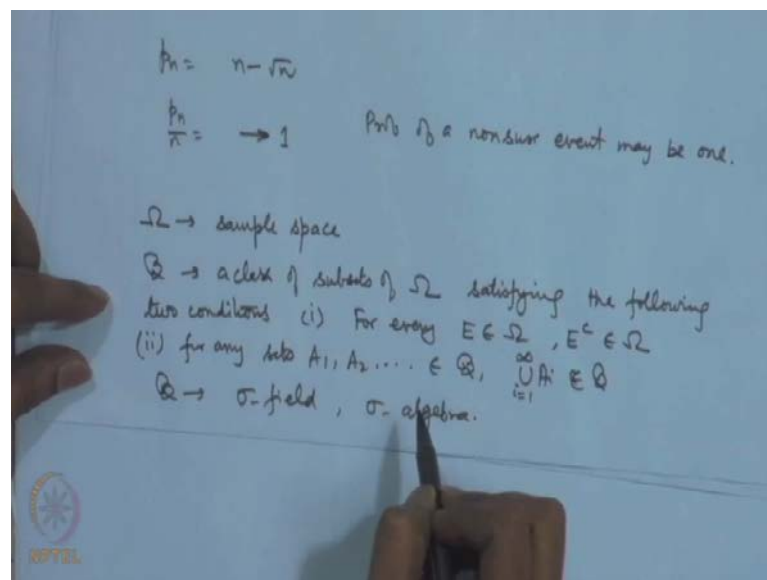 pn = n - √n
pn/n = → 1 Prob of a nonsure event may be one.
Ω → sample space
B → a class of subsets of Ω satisfying the following
two conditions (i) For every E ∈ Ω , E^c ∈ Ω
(ii) for any sets A1, A2 .... ∈ B, ∞∪i=1 Ai ∈ B
B → σ-field , σ-algebra.
NPTEL